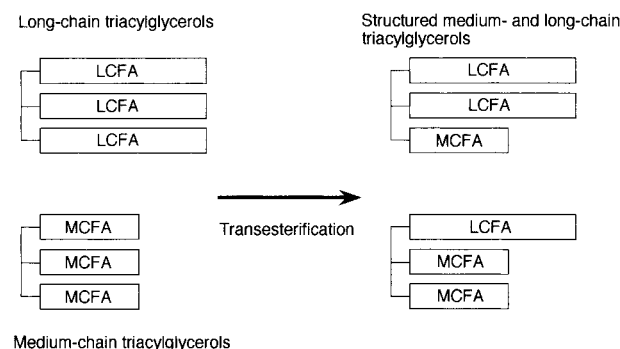 Long-chain triacylglycerols
LCFA
LCFA
LCFA
MCFA
MCFA
MCFA
Medium-chain triacylglycerols
Transesterification
Structured medium- and long-chain
triacylglycerols
LCFA
LCFA
MCFA
LCFA
MCFA
MCFA